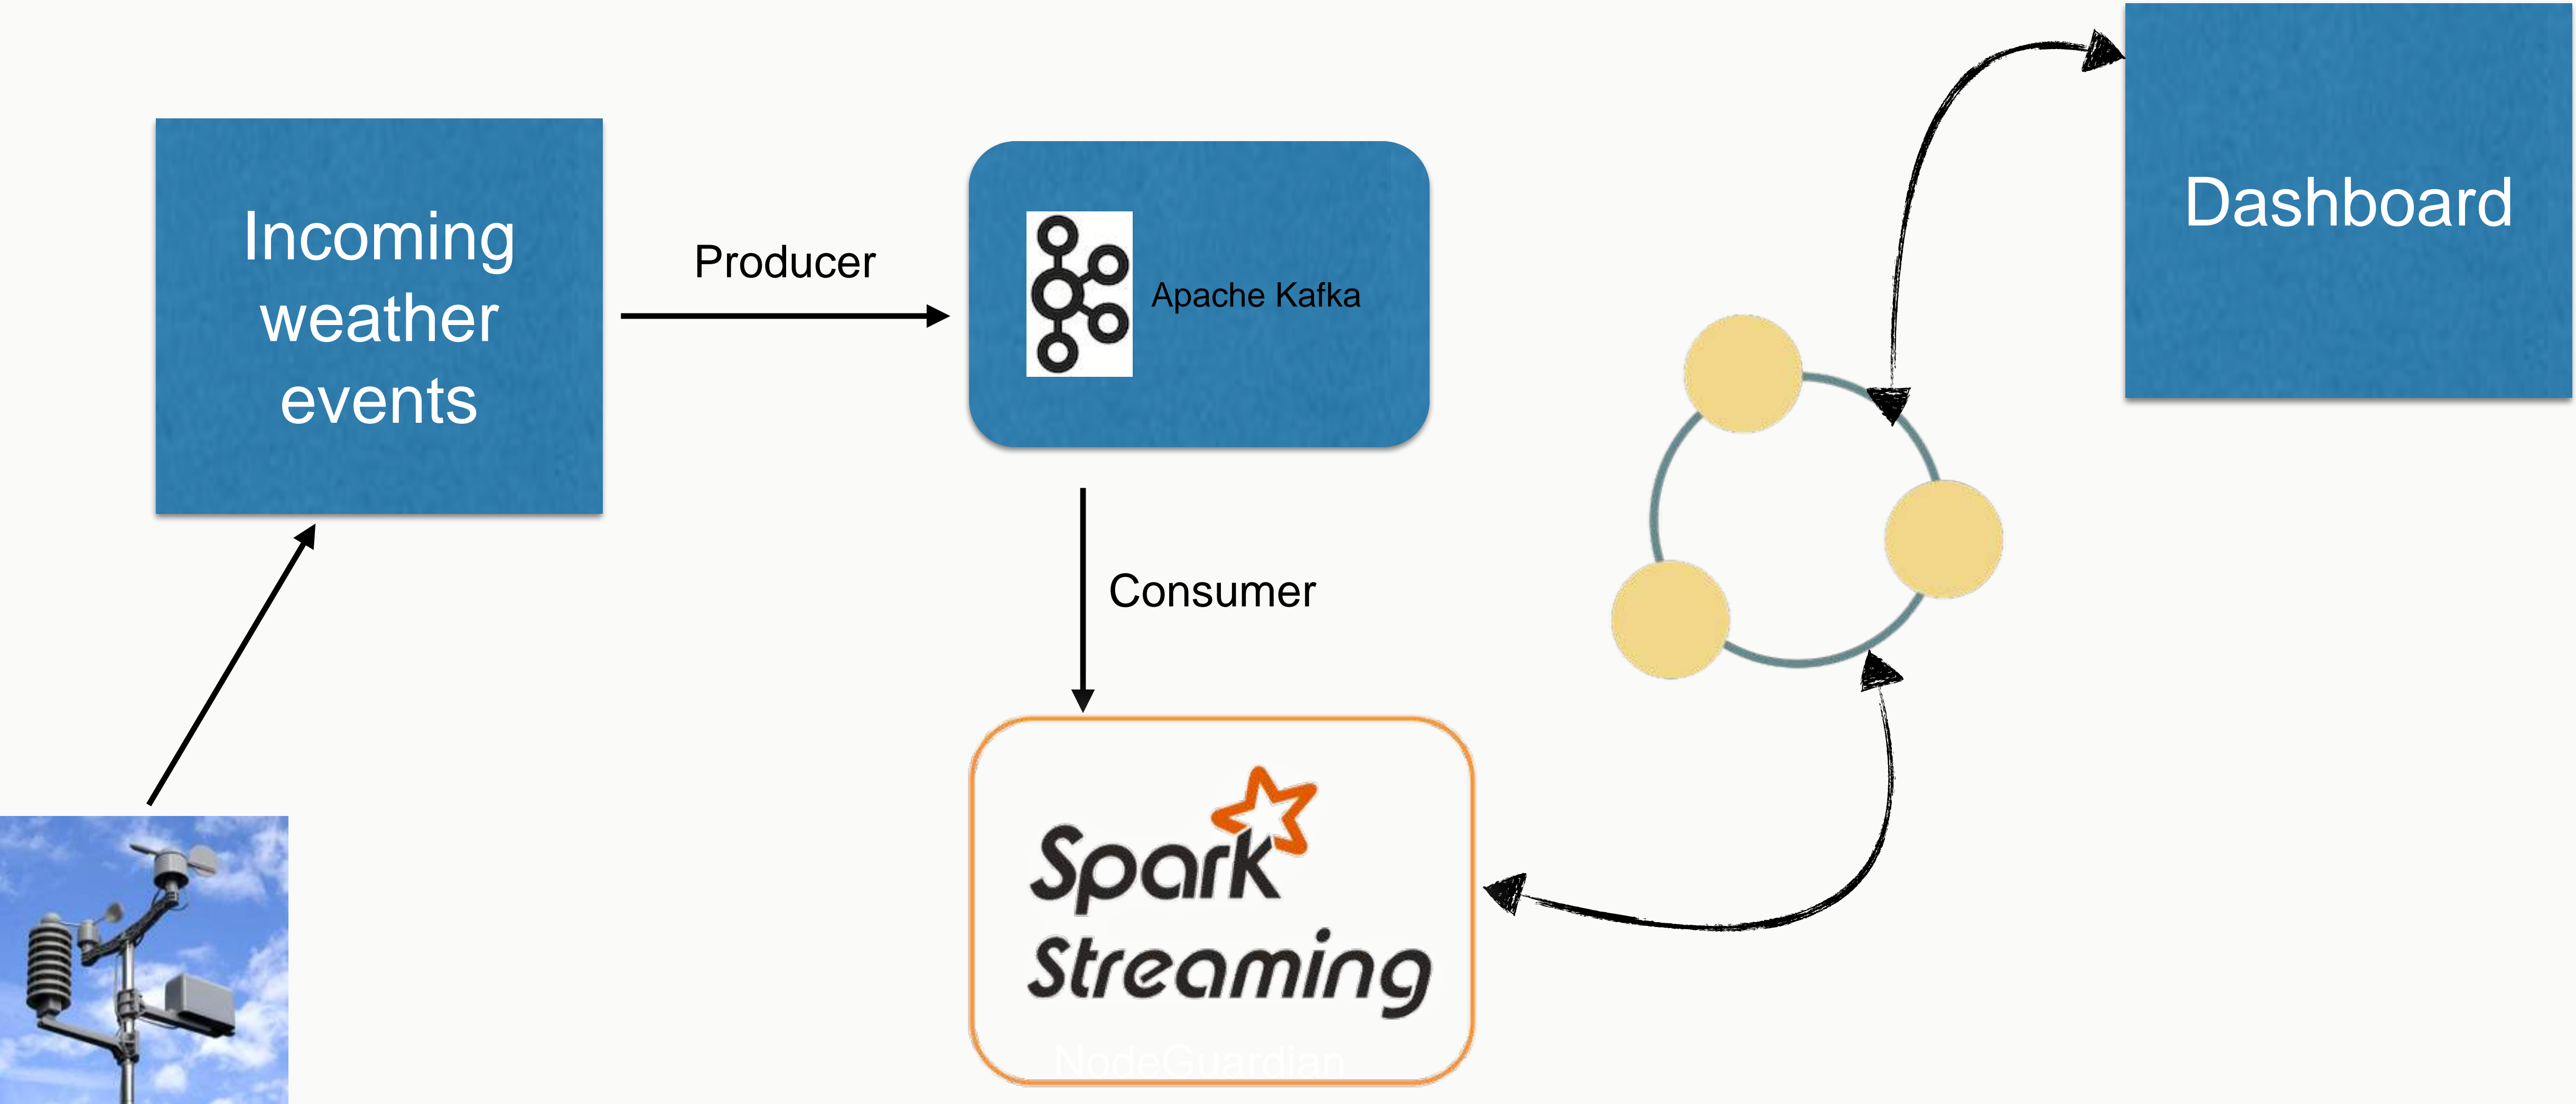 Incoming
weather
events
Producer
Apache Kafka
Dashboard
Consumer
Spark
Streaming
NodeGuardian